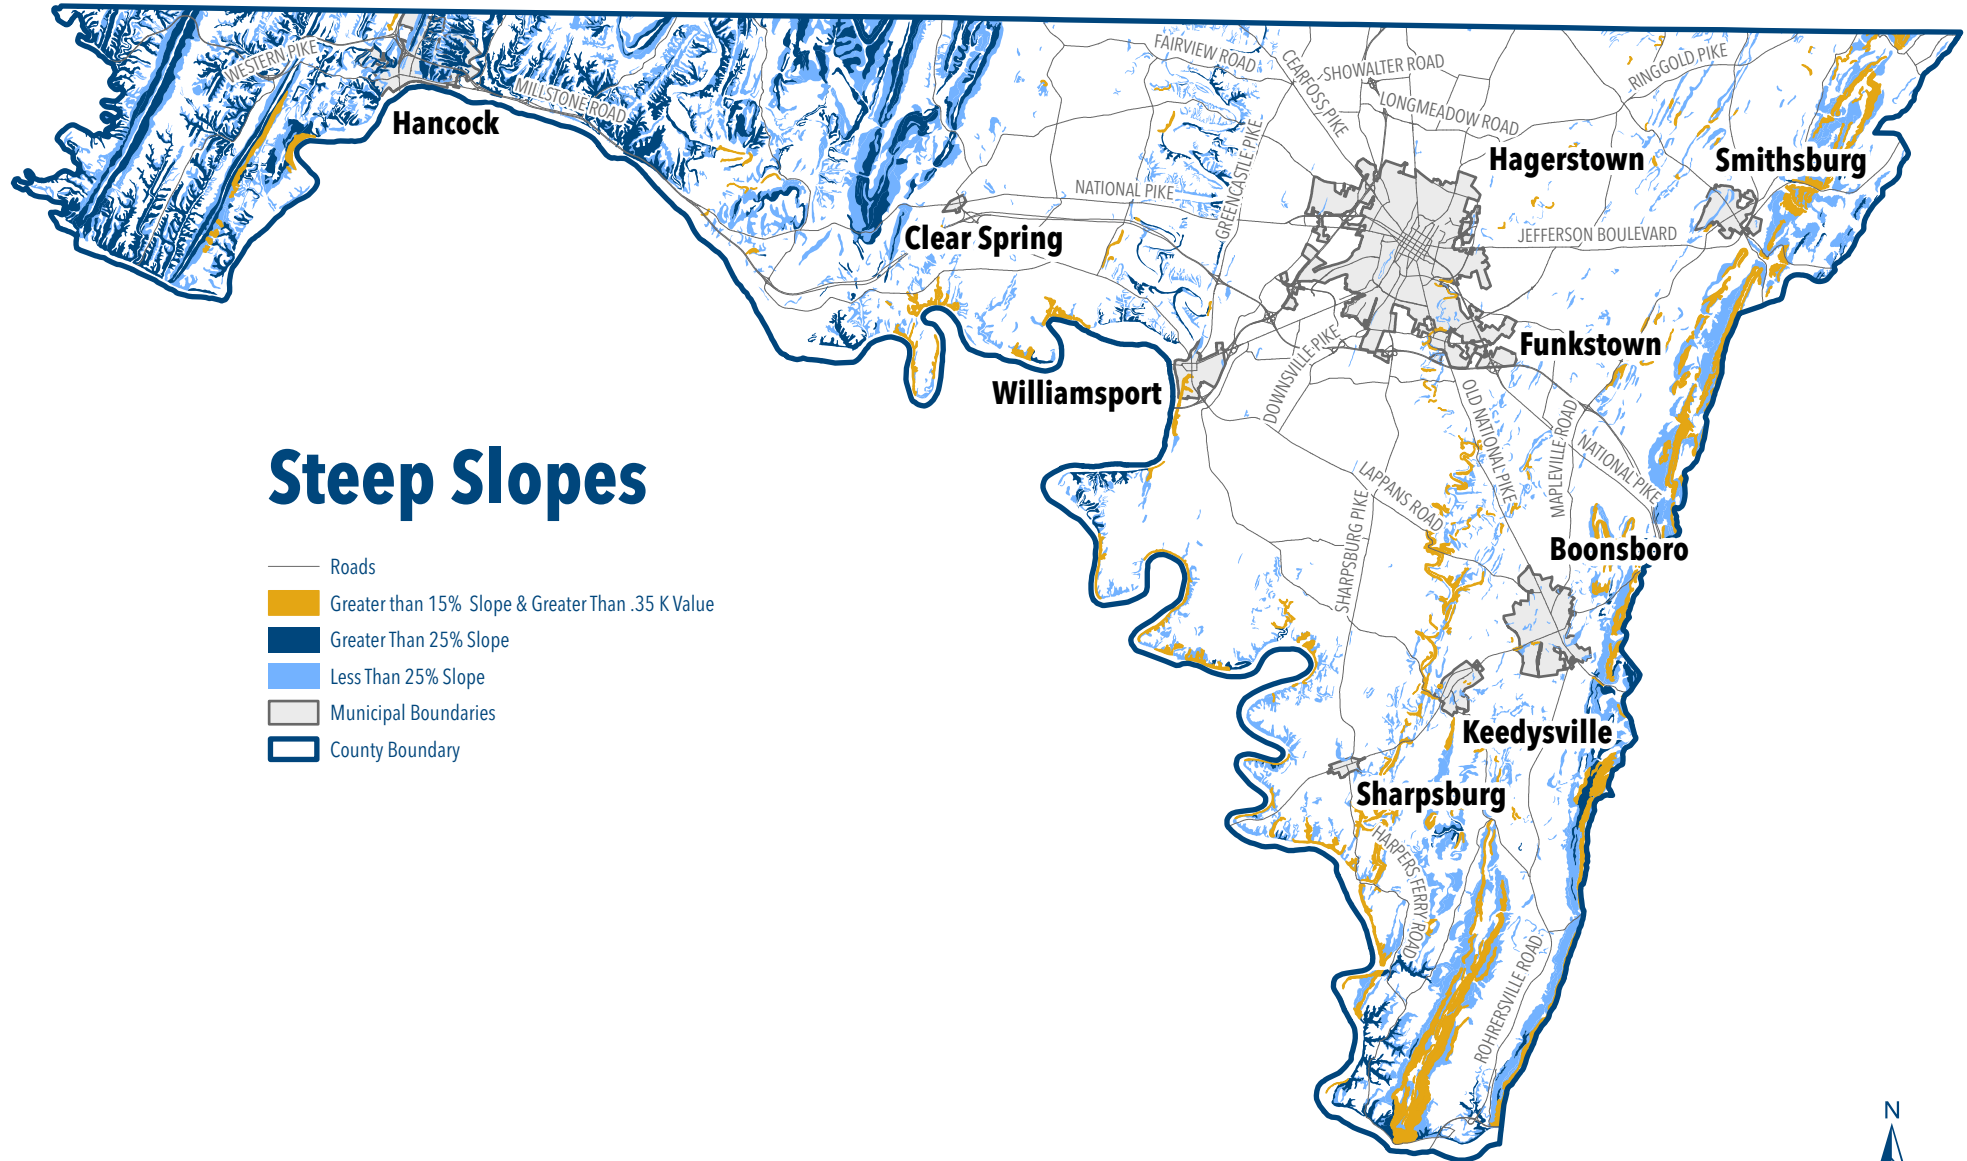 WESTERN PIKE
Hancock
MILLSTONE ROAD
FAIRVIEW ROAD
CEARFOSS PIKE
SHOWALTER ROAD
LONGMEADOW ROAD
RINGGOLD PIKE
Hagerstown
Smithsburg
NATIONAL PIKE
GREENCASTLE PIKE
JEFFERSON BOULEVARD
Clear Spring
Funkstown
Williamsport
DOWNSVILLE PIKE
OLD NATIONAL PIKE
MAPLEVILLE ROAD
NATIONAL PIKE
LAPPANS ROAD
SHARPSBURG PIKE
Boonsboro
Keedysville
Sharpsburg
HARPERS FERRY ROAD
ROHRERSVILLE ROAD
Steep Slopes
Roads
Greater than 15% Slope & Greater Than .35 K Value
Greater Than 25% Slope
Less Than 25% Slope
Municipal Boundaries
County Boundary
N